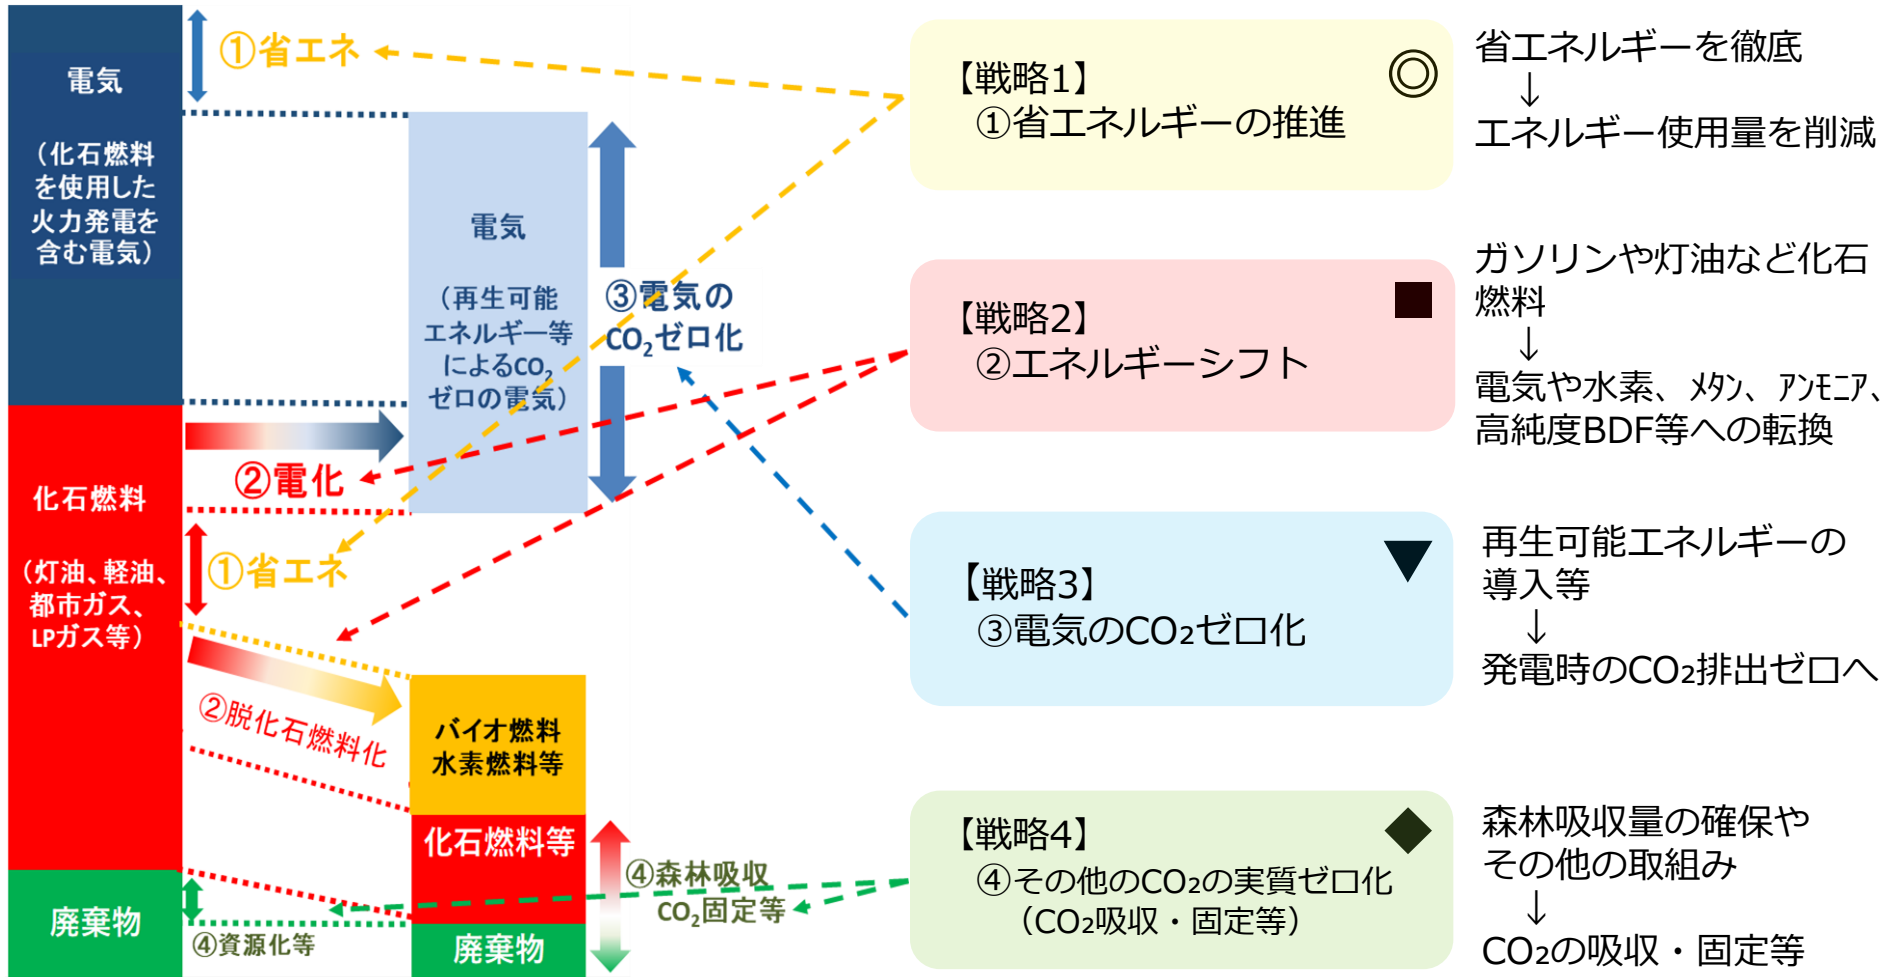 電気
（化石燃料
を使用した
火力発電を
含む電気）
化石燃料
（灯油、軽油、
都市ガス、
LPガス等）
廃棄物
①省エネ
②電化
①省エネ
②脱化石燃料化
④資源化等
電気
（再生可能
エネルギー等
によるCO₂
ゼロの電気）
③電気の
CO₂ゼロ化
バイオ燃料
水素燃料等
化石燃料等
廃棄物
④森林吸収
CO₂固定等
【戦略1】
①省エネルギーの推進
◎
省エネルギーを徹底
↓
エネルギー使用量を削減
【戦略2】
②エネルギーシフト
■
ガソリンや灯油など化石
燃料
↓
電気や水素、ﾒﾀﾝ、ｱﾝﾓﾆｱ、
高純度BDF等への転換
【戦略3】
③電気のCO₂ゼロ化
▼
再生可能エネルギーの
導入等
↓
発電時のCO₂排出ゼロへ
【戦略4】
④その他のCO₂の実質ゼロ化
（CO₂吸収・固定等）
◆
森林吸収量の確保や
その他の取組み
↓
CO₂の吸収・固定等